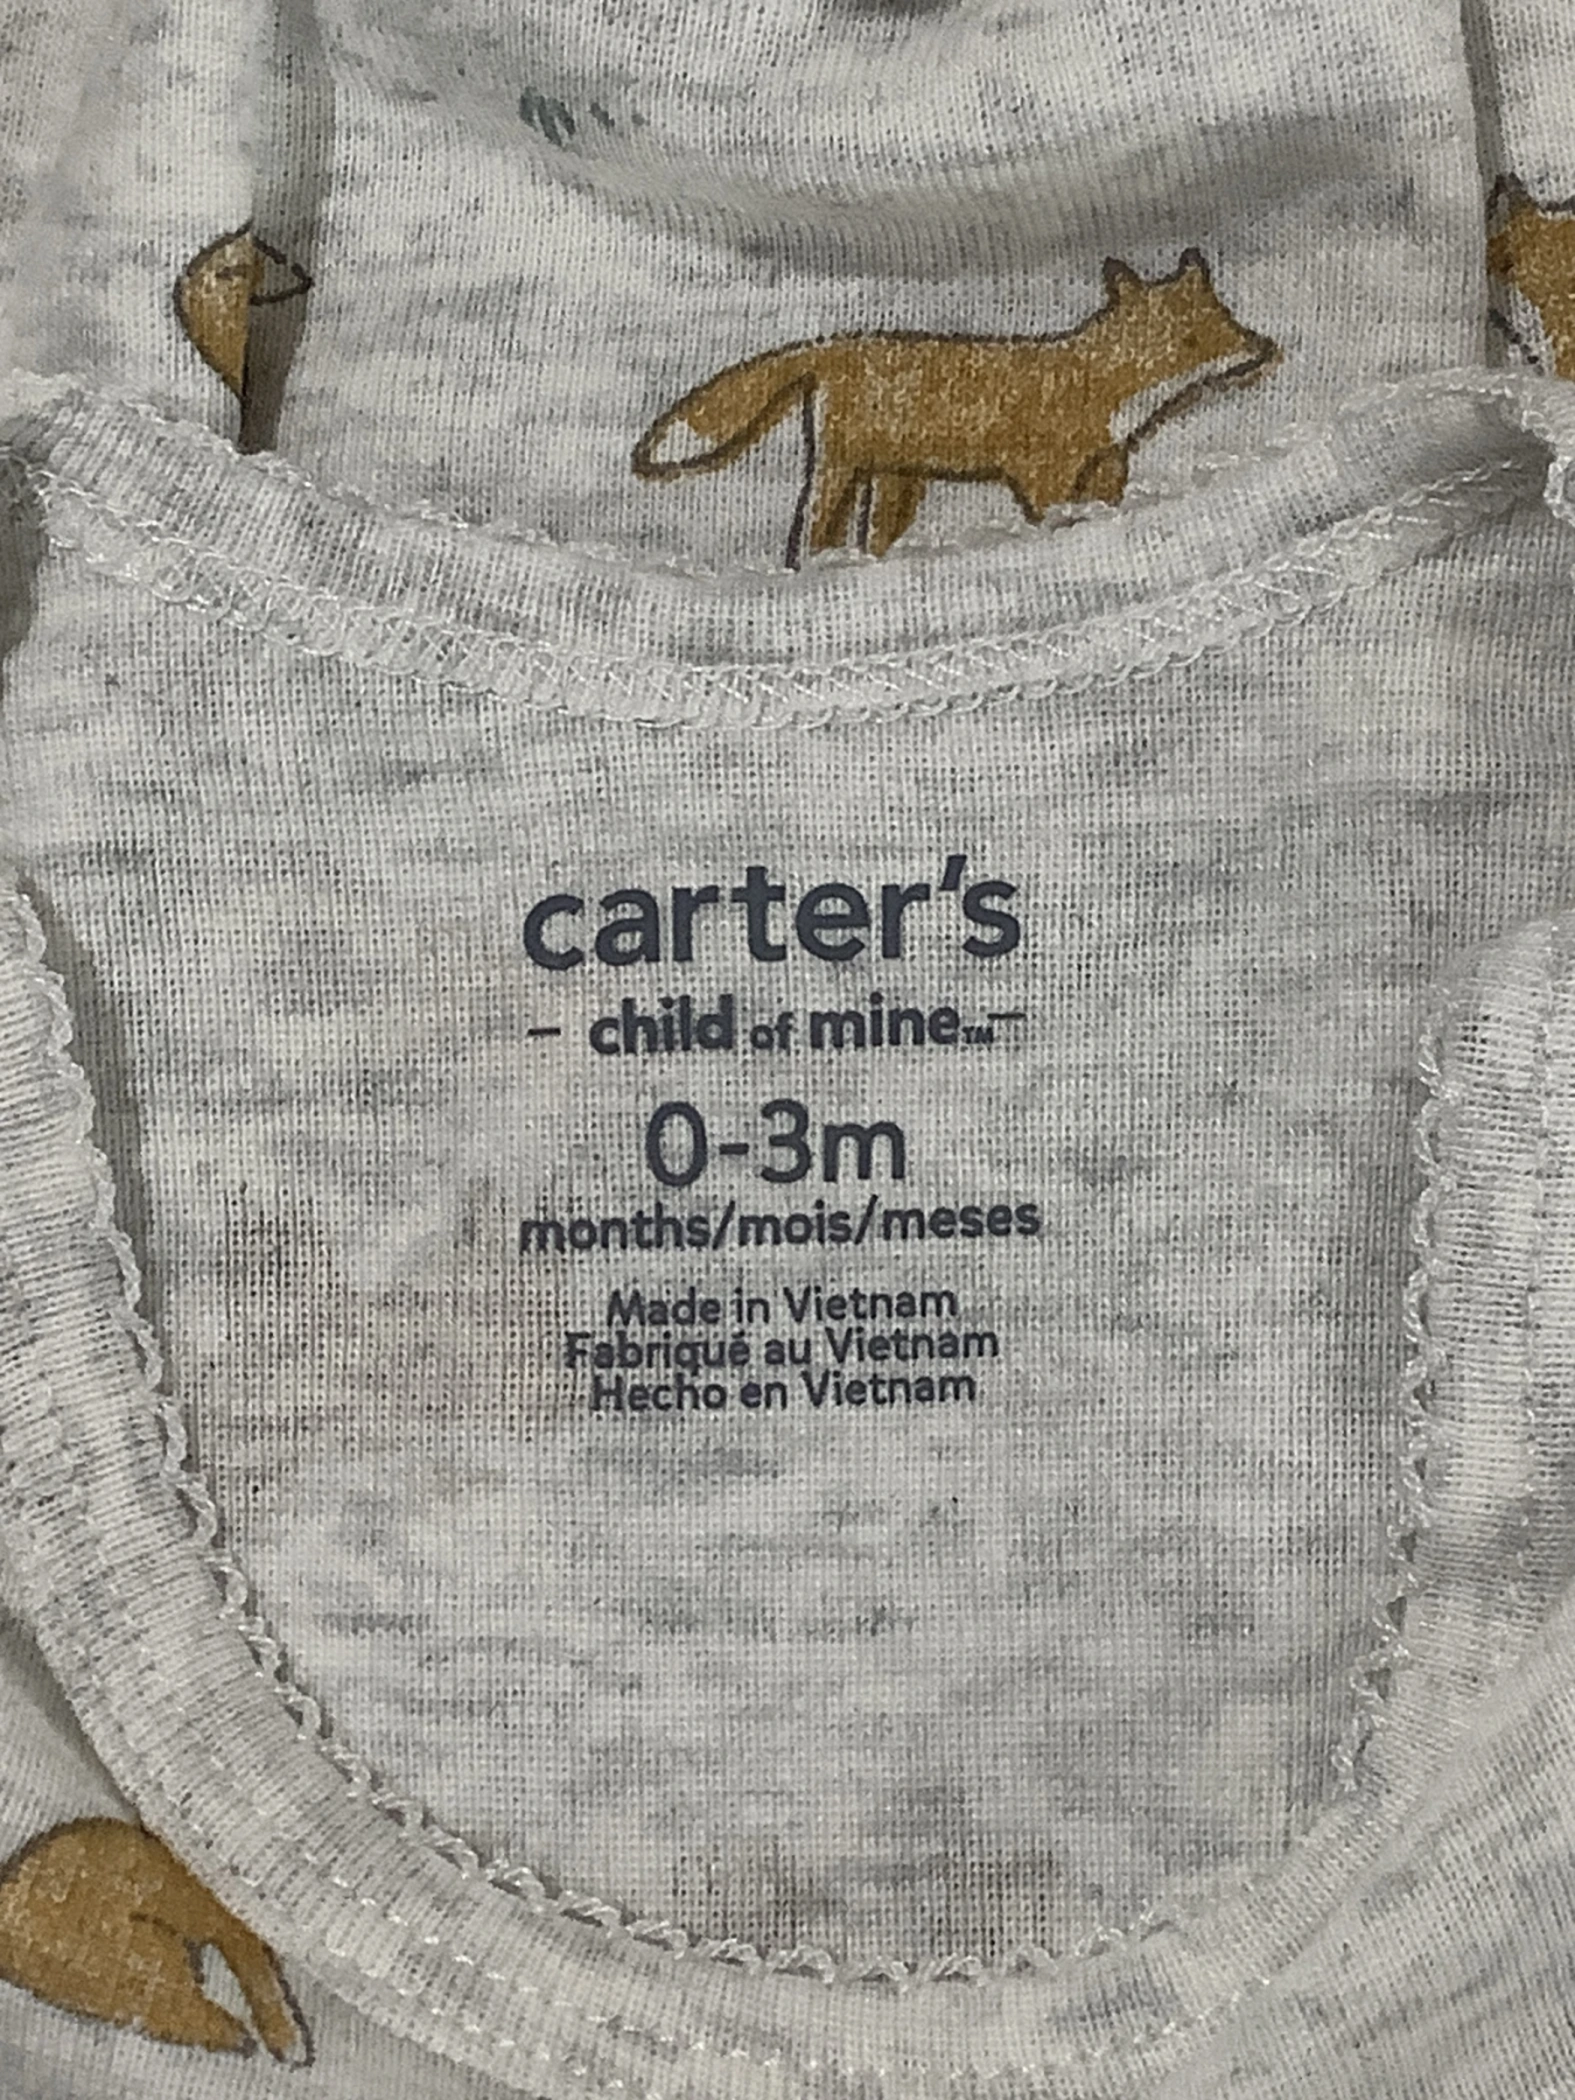 carter's
- child of mine™ -
0-3m
months/mois/meses
Made in Vietnam
Fabriqué au Vietnam
Hecho en Vietnam